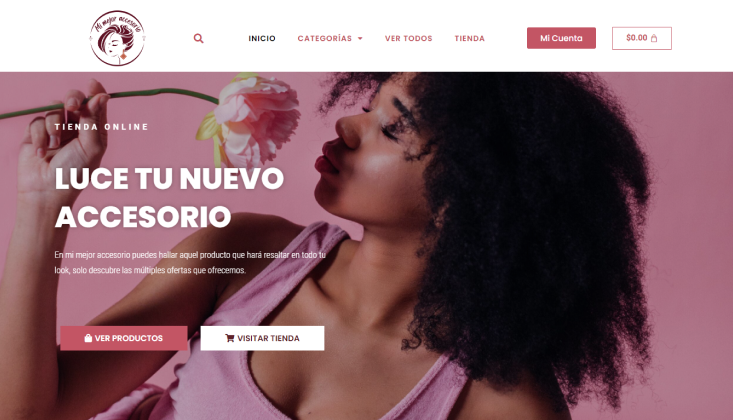 Mi mejor accesorio
INICIO
CATEGORÍAS
VER TODOS
TIENDA
Mi Cuenta
$0.00
TIENDA ONLINE
LUCE TU NUEVO
ACCESORIO
En mi mejor accesorio puedes hallar aquel producto que hará resaltar en todo tu
look, solo descubre las múltiples ofertas que ofrecemos.
VER PRODUCTOS
VISITAR TIENDA